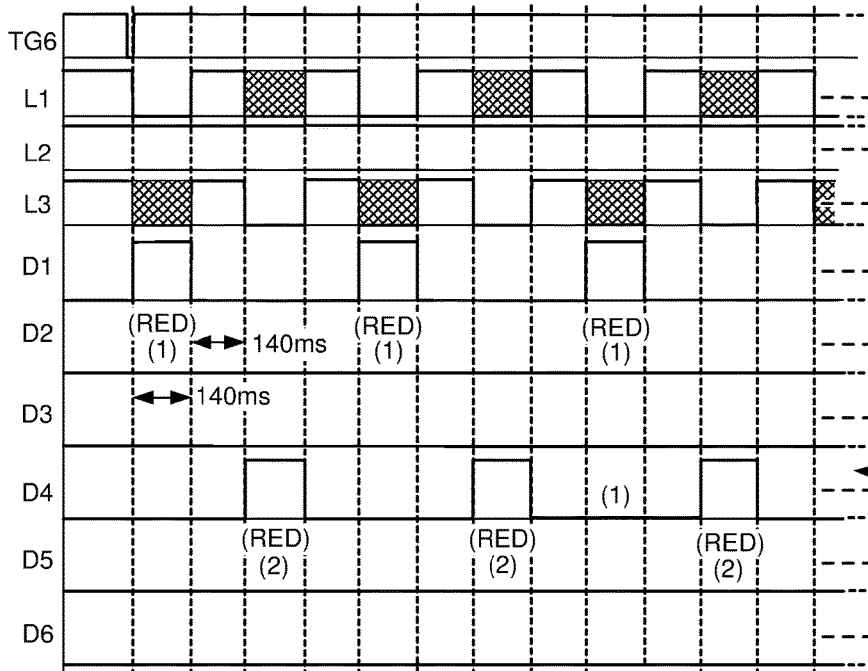 TG6
L1
L2
L3
D1
(RED) (RED) (RED)
(1) (1) (1)
D2
140ms
140ms
D3
D4
(1)
(RED) (RED) (RED)
(2) (2) (2)
D5
D6